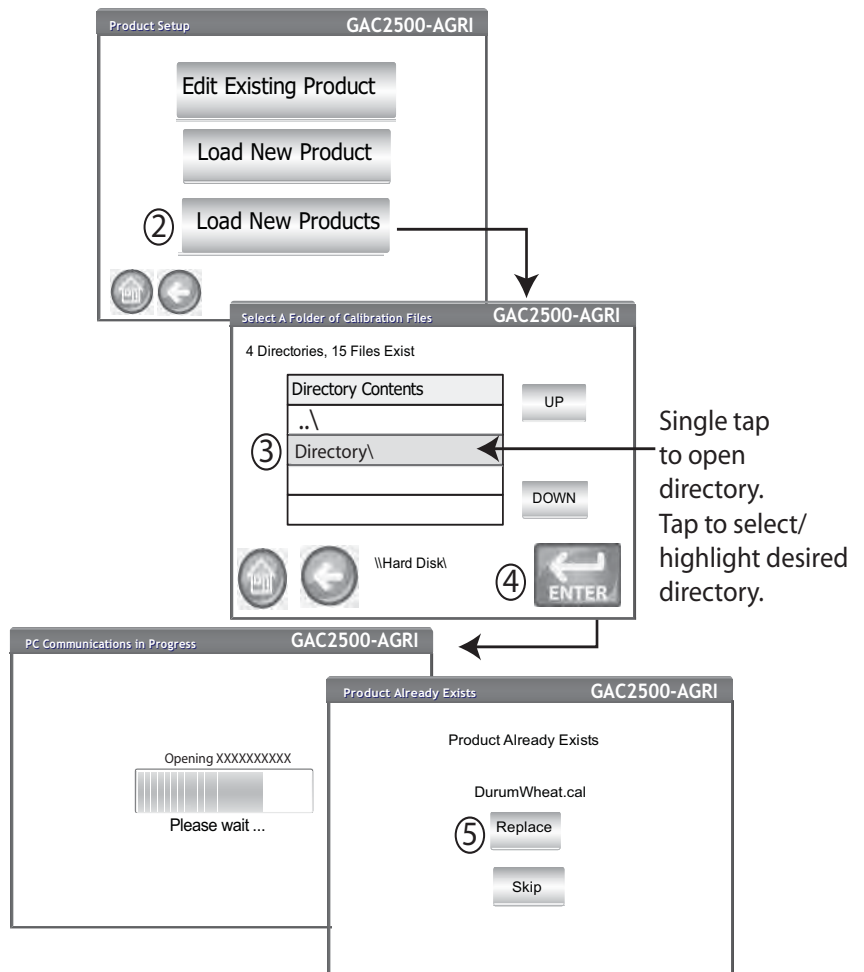 Product Setup GAC2500-AGRI
Edit Existing Product
Load New Product
② Load New Products
Select A Folder of Calibration Files GAC2500-AGRI
4 Directories, 15 Files Exist
Directory Contents
..\
③ Directory\
UP
DOWN
\\Hard Disk\
④ ENTER
Single tap
to open
directory.
Tap to select/
highlight desired
directory.
PC Communications in Progress GAC2500-AGRI
Opening XXXXXXXXXX
Please wait ...
Product Already Exists GAC2500-AGRI
Product Already Exists
DurumWheat.cal
⑤ Replace
Skip